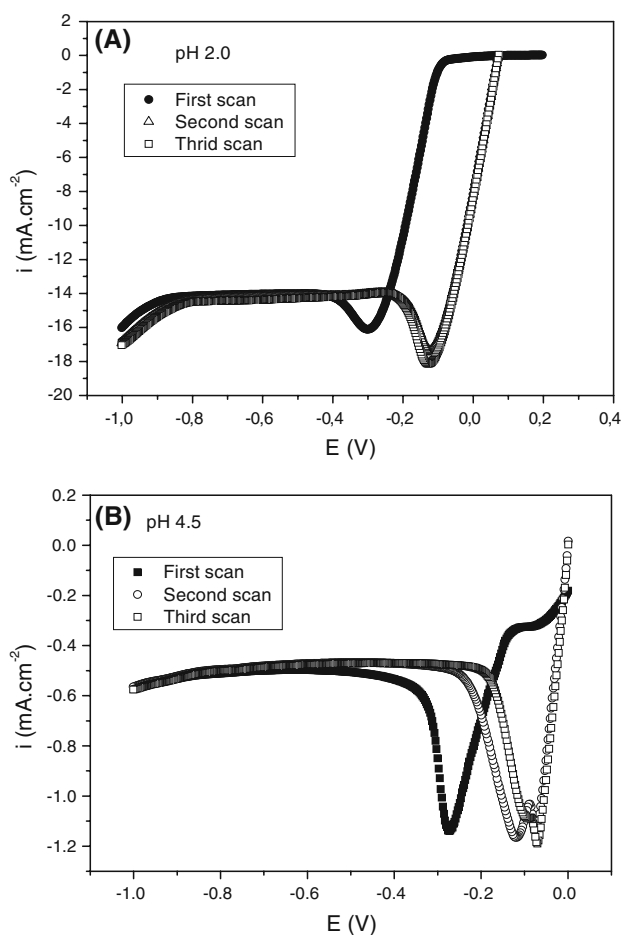 (A)
pH 2.0
First scan
Second scan
Thrid scan
i (mA.cm-2)
2
0
-2
-4
-6
-8
-10
-12
-14
-16
-18
-20
-1,0
-0,8
-0,6
-0,4
-0,2
0,0
0,2
0,4
E (V)
(B)
pH 4.5
First scan
Second scan
Third scan
i (mA.cm-2)
0.2
0.0
-0.2
-0.4
-0.6
-0.8
-1.0
-1.2
-1.0
-0.8
-0.6
-0.4
-0.2
0.0
E (V)